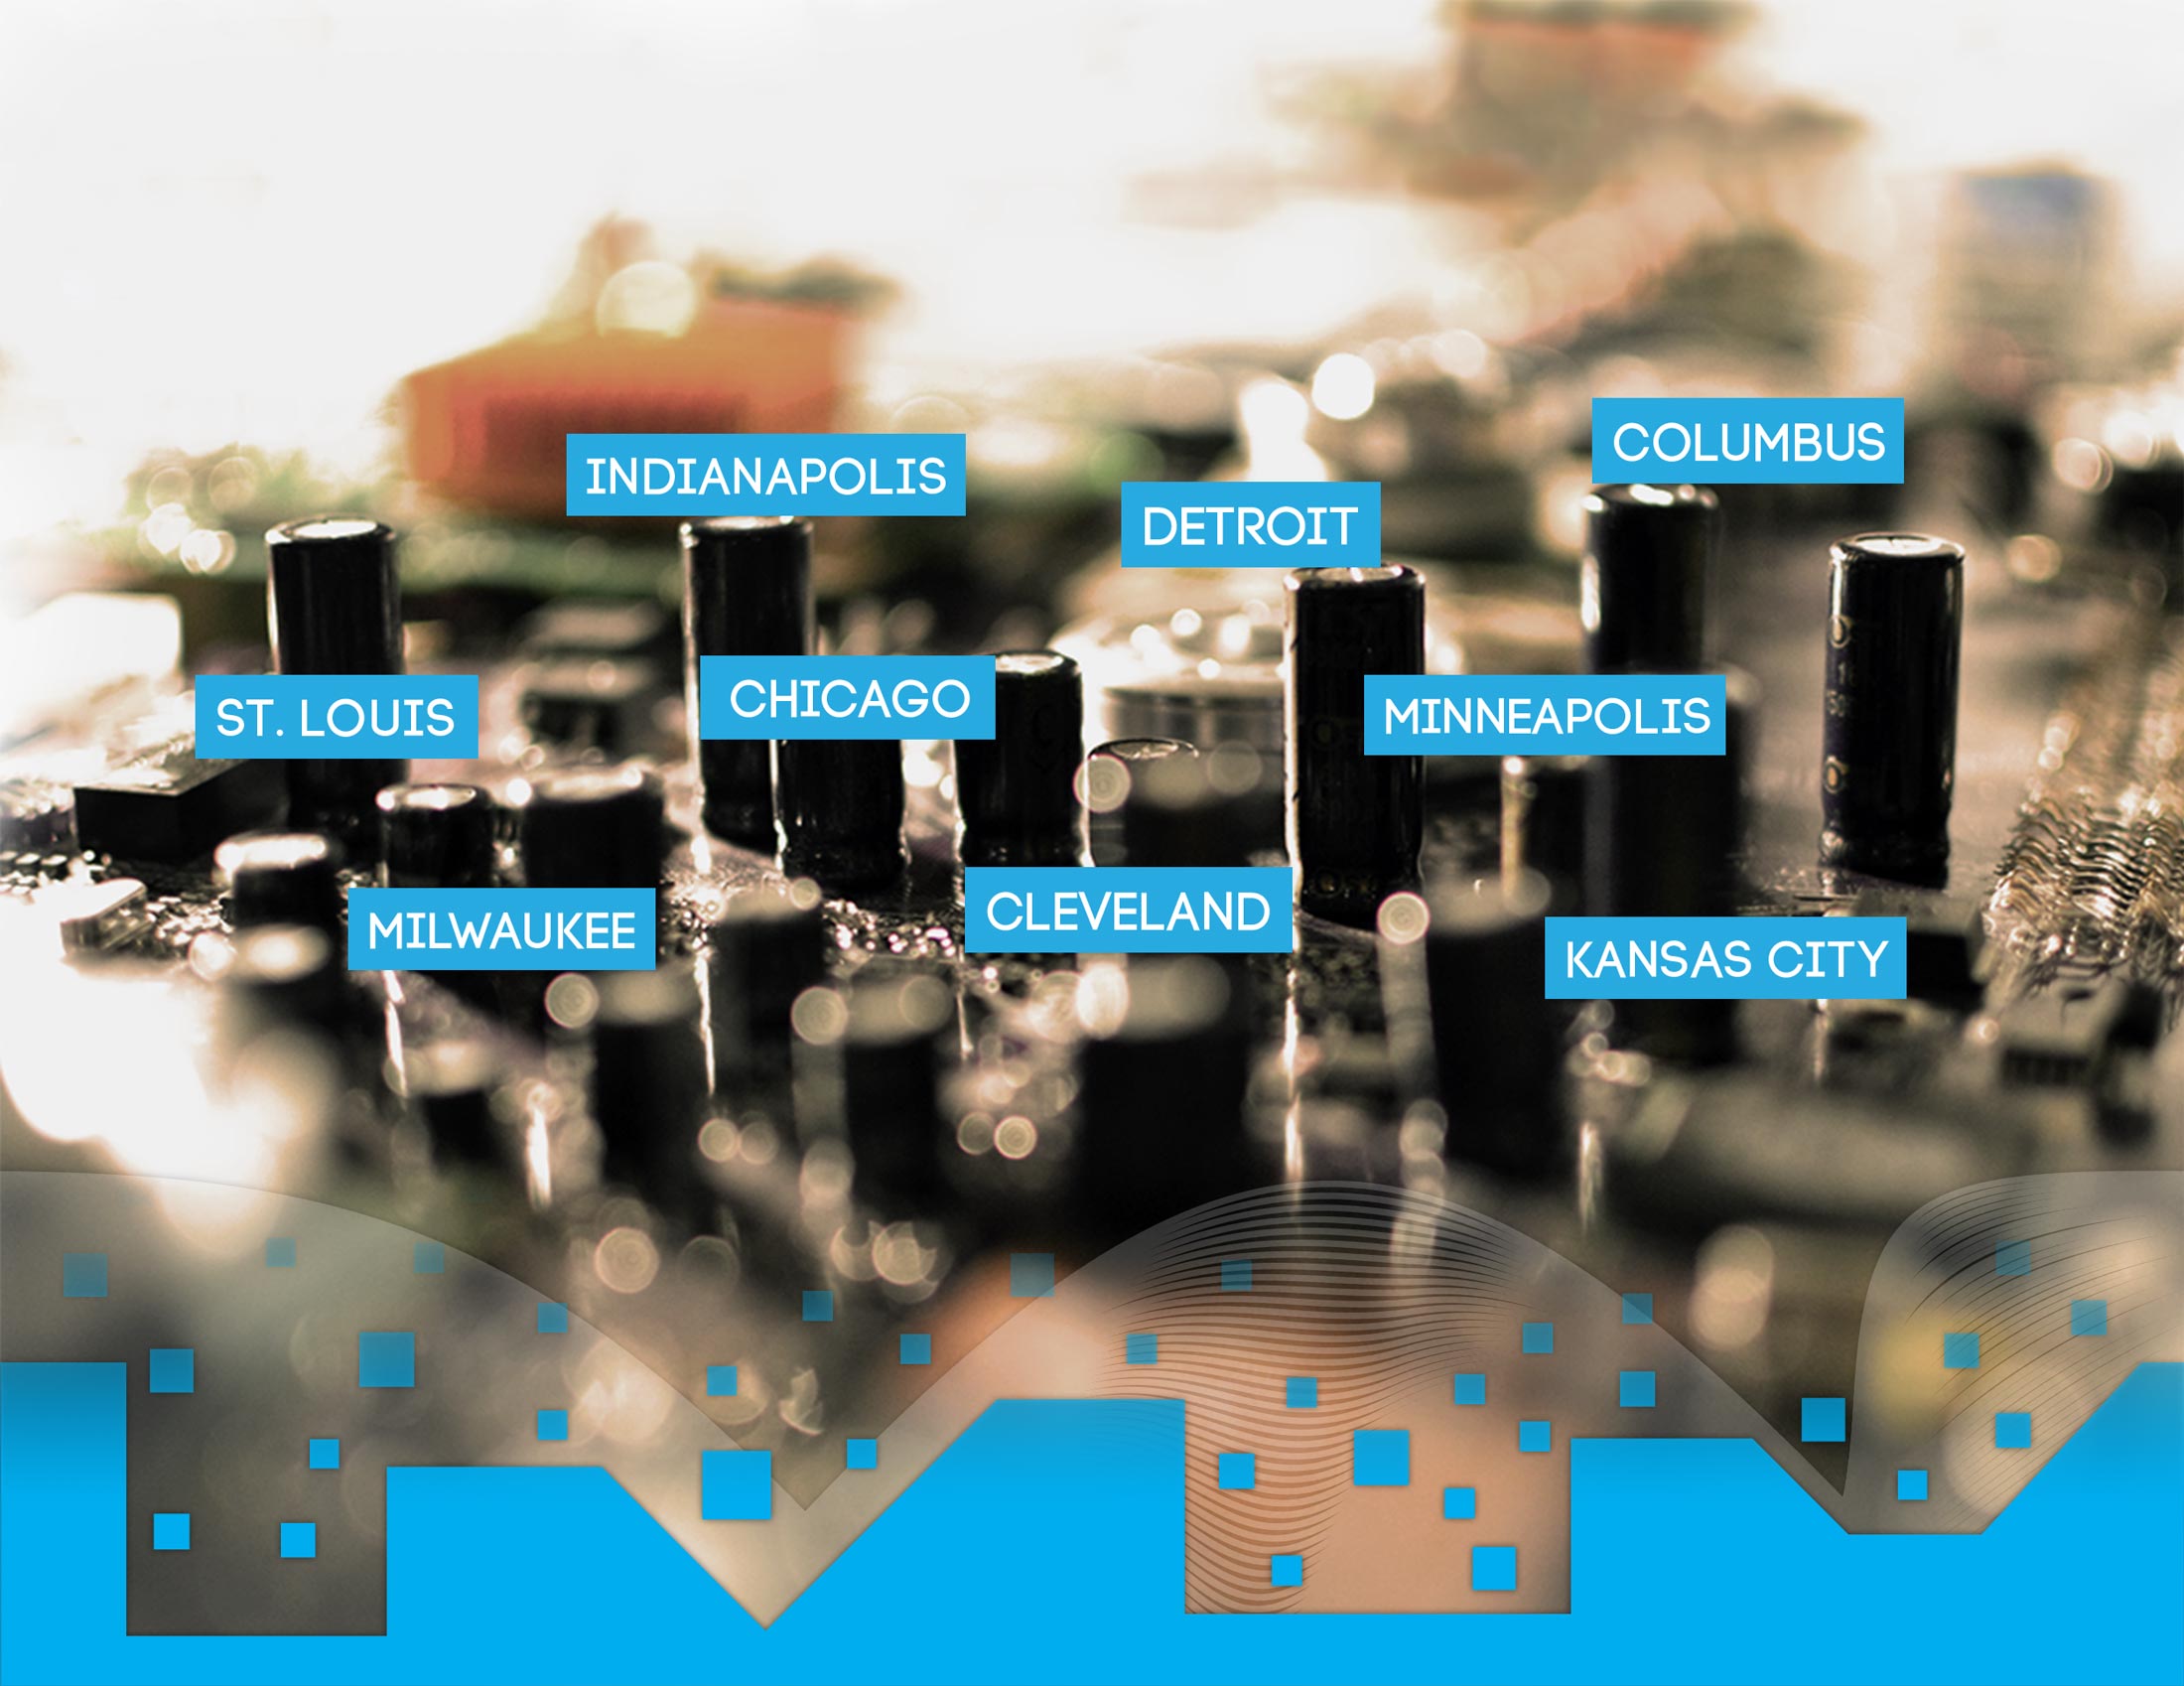 COLUMBUS
INDIANAPOLIS
DETROIT
CHICAGO
ST. LOUIS
MINNEAPOLIS
CLEVELAND
MILWAUKEE
KANSAS CITY